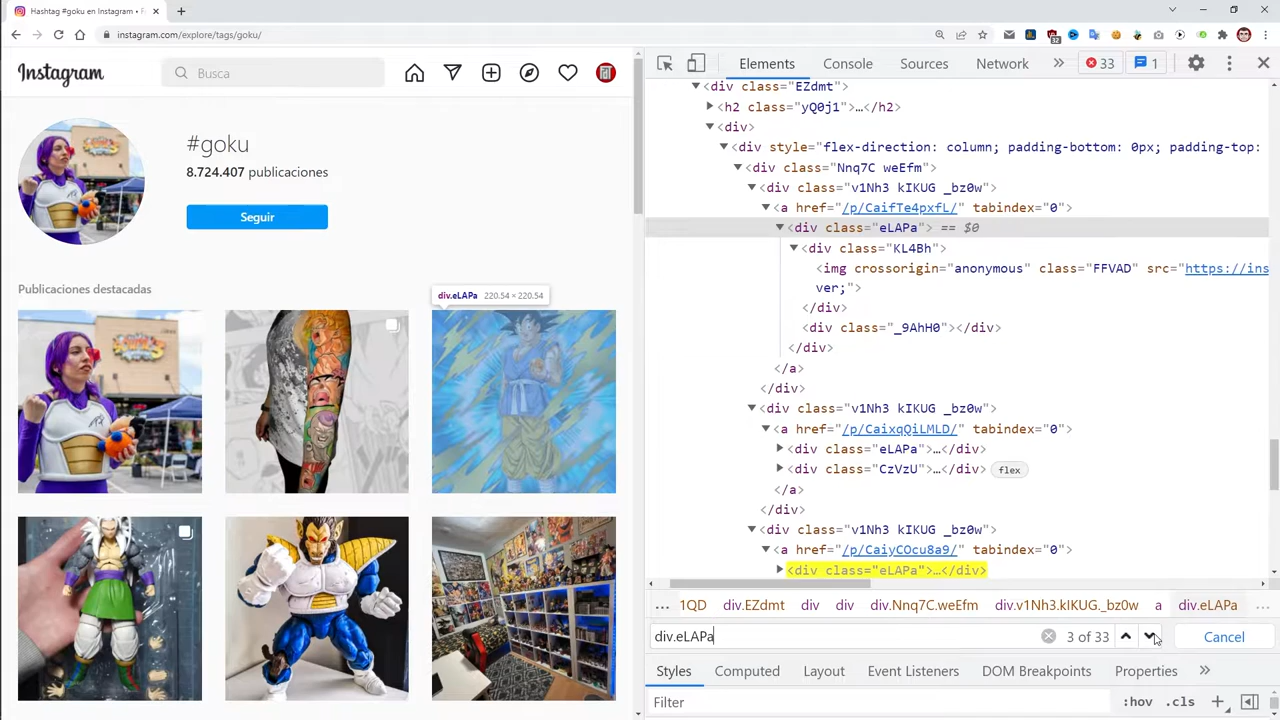 Hashtag #goku en Instagram •
instagram.com/explore/tags/goku/
32
Instagram
Busca
Elements
Console
Sources
Network
33
1
#goku
8.724.407 publicaciones
Seguir
Publicaciones destacadas
div.eLAPa 220.54 × 220.54
<div class="EZdmt">
<h2 class="yQ0j1">…</h2>
<div>
<div style="flex-direction: column; padding-bottom: 0px; padding-top:
<div class="Nnq7C weEfm">
<div class="v1Nh3 kIKUG _bz0w">
<a href="/p/CaifTe4pxfL/" tabindex="0">
<div class="eLAPa"> == $0
<div class="KL4Bh">
<img crossorigin="anonymous" class="FFVAD" src="https://ins
ver;">
</div>
<div class="_9AhH0"></div>
</div>
</a>
</div>
<div class="v1Nh3 kIKUG _bz0w">
<a href="/p/CaixqQiLMLD/" tabindex="0">
<div class="eLAPa">…</div>
<div class="CzVzU">…</div> flex
</a>
</div>
<div class="v1Nh3 kIKUG _bz0w">
<a href="/p/CaiyCOcu8a9/" tabindex="0">
<div class="eLAPa">…</div>
… 1QD div.EZdmt div div div.Nnq7C.weEfm div.v1Nh3.kIKUG._bz0w a div.eLAPa …
div.eLAPa
3 of 33
Cancel
Styles Computed Layout Event Listeners DOM Breakpoints Properties
Filter
:hov .cls